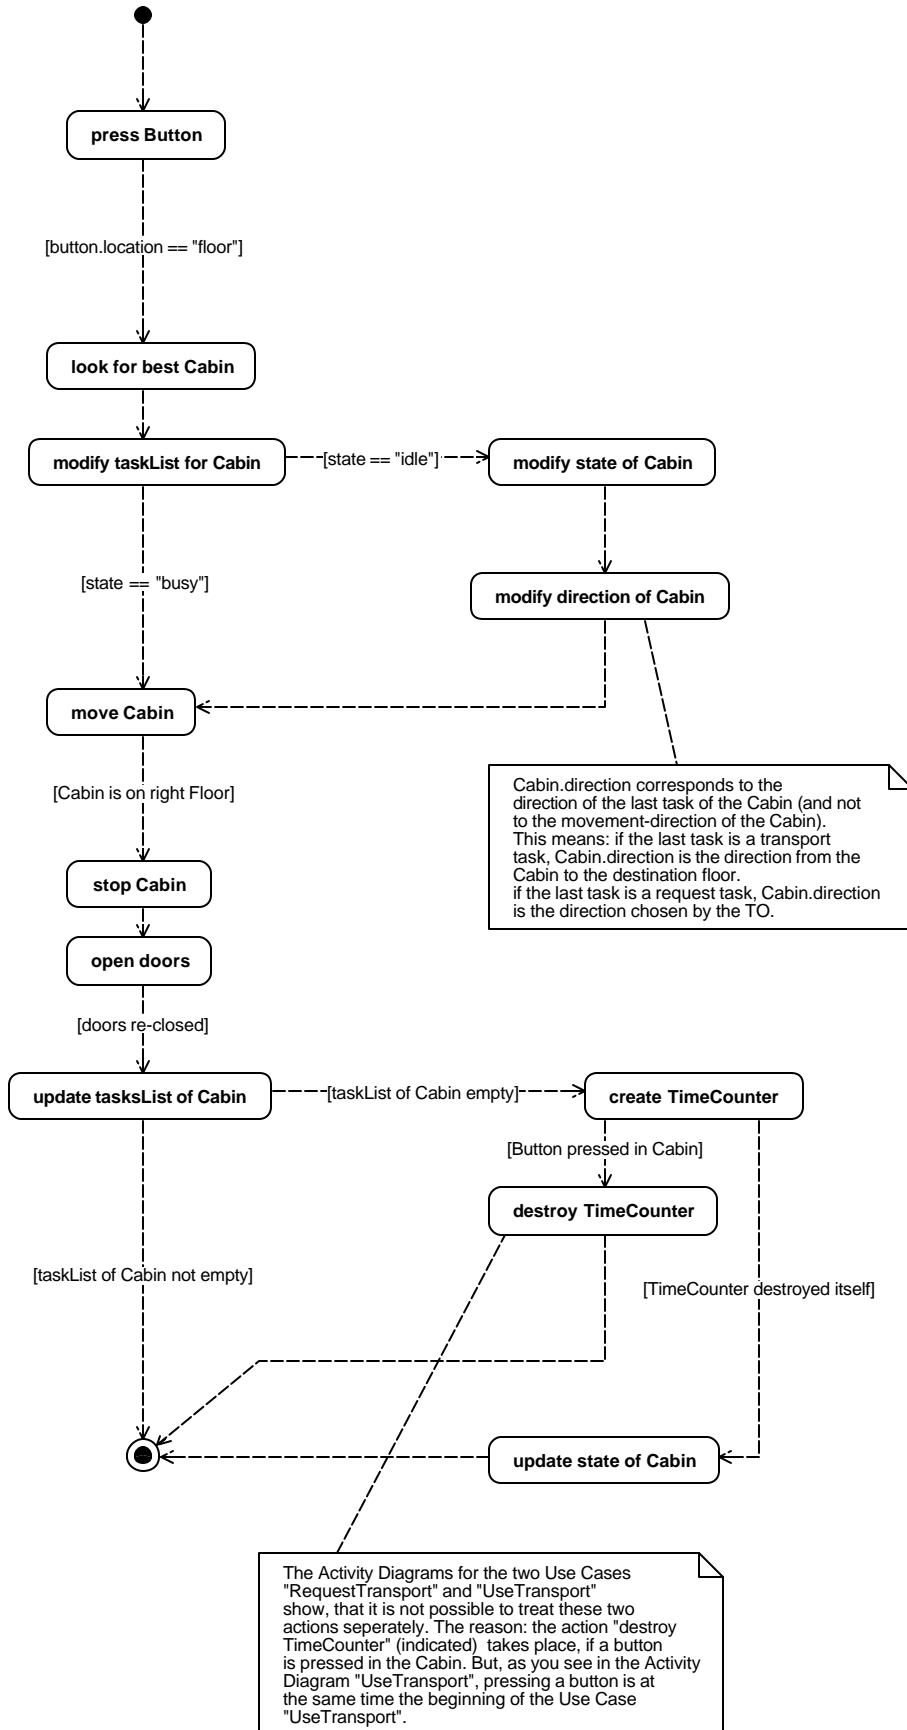 press Button
[button.location == "floor"]
look for best Cabin
modify taskList for Cabin
[state == "idle"]
modify state of Cabin
[state == "busy"]
modify direction of Cabin
move Cabin
[Cabin is on right Floor]
Cabin.direction corresponds to the
direction of the last task of the Cabin (and not
to the movement-direction of the Cabin).
This means: if the last task is a transport
task, Cabin.direction is the direction from the
Cabin to the destination floor.
if the last task is a request task, Cabin.direction
is the direction chosen by the TO.
stop Cabin
open doors
[doors re-closed]
update tasksList of Cabin
[taskList of Cabin empty]
create TimeCounter
[Button pressed in Cabin]
destroy TimeCounter
[taskList of Cabin not empty]
[TimeCounter destroyed itself]
update state of Cabin
The Activity Diagrams for the two Use Cases
"RequestTransport" and "UseTransport"
show, that it is not possible to treat these two
actions seperately. The reason: the action "destroy
TimeCounter" (indicated)  takes place, if a button
is pressed in the Cabin. But, as you see in the Activity
Diagram "UseTransport", pressing a button is at
the same time the beginning of the Use Case
"UseTransport".